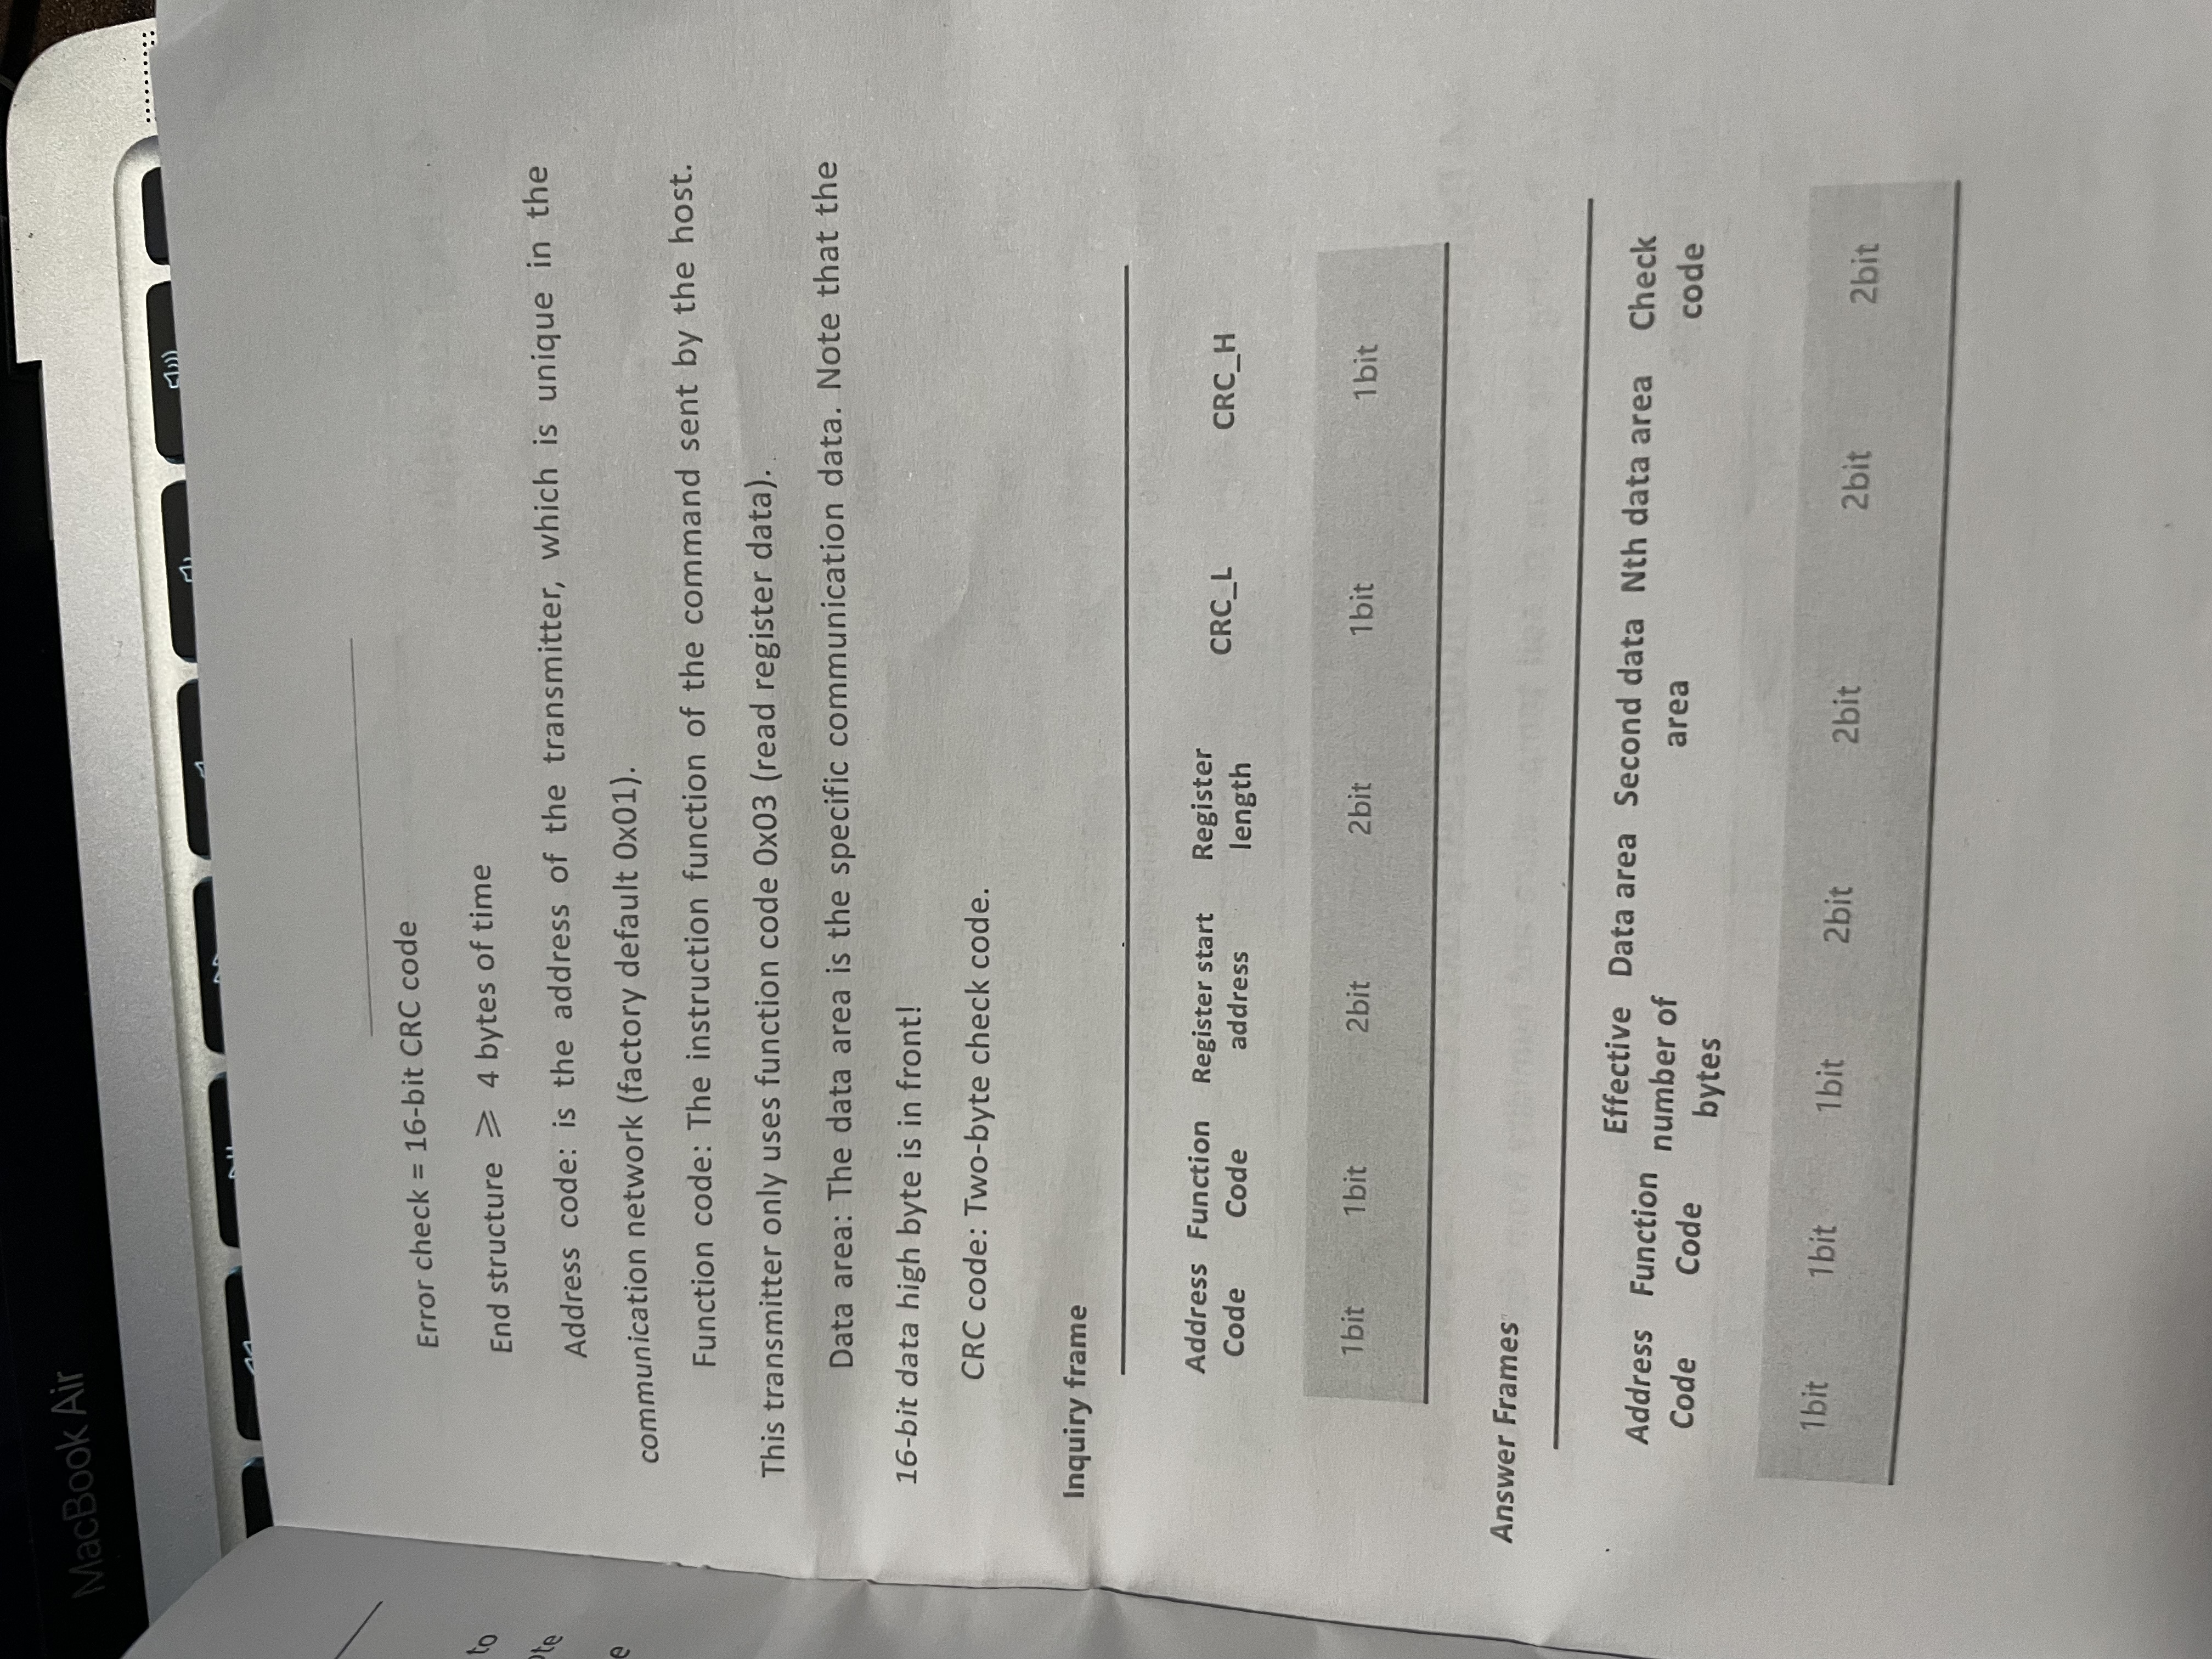 MacBook Air
to
e
Error check = 16-bit CRC code
End structure ⩾ 4 bytes of time
Address code: is the address of the transmitter, which is unique in the
communication network (factory default 0x01).
Function code: The instruction function of the command sent by the host.
This transmitter only uses function code 0x03 (read register data).
Data area: The data area is the specific communication data. Note that the
16-bit data high byte is in front!
CRC code: Two-byte check code.
Inquiry frame
Address Function Register start Register CRC_L CRC_H
Code Code address length
1bit 1bit 2bit 2bit 1bit 1bit
Answer Frames
Address Function Effective Data area Second data Nth data area Check
Code Code number of area code
bytes
1bit 1bit 1bit 2bit 2bit 2bit 2bit